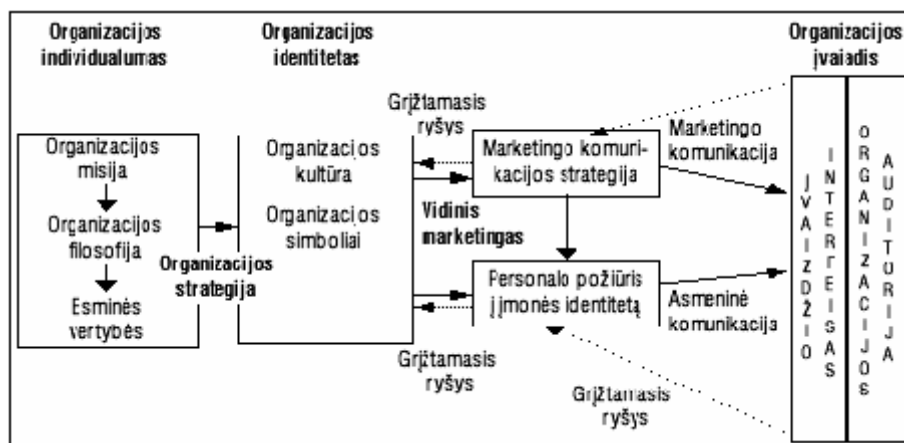 Organizacijos
individualumas
Organizacijos
identitetas
Organizacijos
įvaiadis
Organizacijos
misija
Organizacijos
filosofija
Esminės
vertybės
Organizacijos
strategija
Organizacijos
kultūra
Organizacijos
simboliai
Grįžtamasis
ryšys
Vidinis
marketingas
Grįžtamasis
ryšys
Marketingo komuni-
kacijos strategija
Personalo požiūris
į įmonės identitetą
Marketingo
komunikacija
Asmeninė
komunikacija
Grįžtamasis
ryšys
ĮVAIZDŽIO
INTERFEISAS
ORGANIZACIJOS
AUDITORIJA